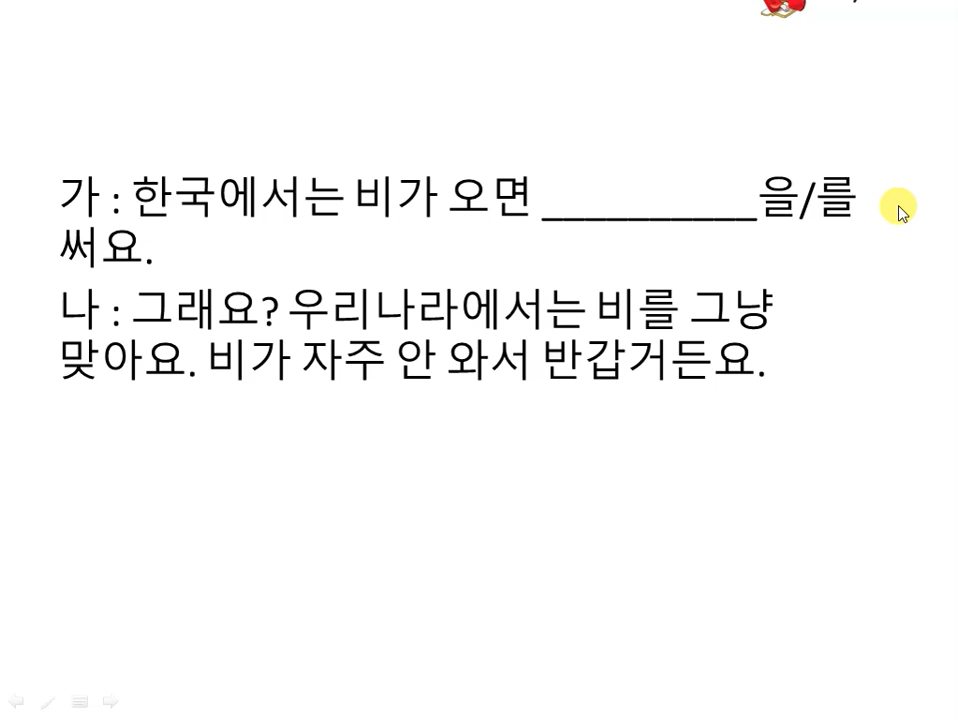 가 : 한국에서는 비가 오면 __________을/를
써요.
나 : 그래요? 우리나라에서는 비를 그냥
맞아요. 비가 자주 안 와서 반갑거든요.